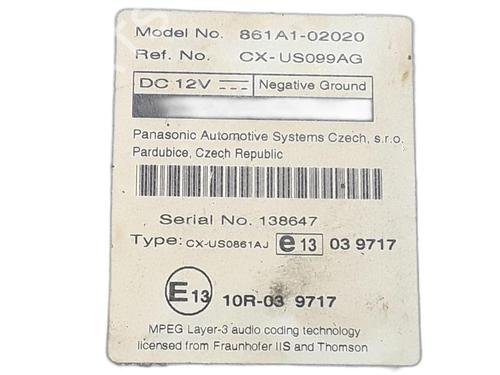 Model No. 861A1-02020
Ref. No. CX-US099AG
DC 12V Negative Ground
Panasonic Automotive Systems Czech, s.r.o.
Pardubice, Czech Republic
Serial No. 138647
Type: CX-US0861AJ e 13 03 9717
E 13 10R-03 9717
MPEG Layer-3 audio coding technology
licensed from Fraunhofer IIS and Thomson